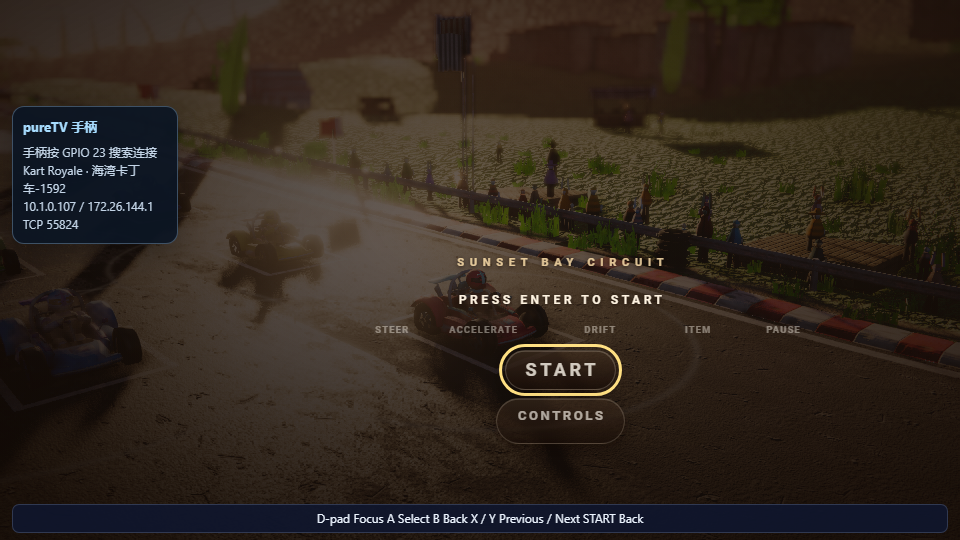 pureTV 手柄
手柄按 GPIO 23 搜索连接
Kart Royale · 海湾卡丁
车-1592
10.1.0.107 / 172.26.144.1
TCP 55824
SUNSET BAY CIRCUIT
PRESS ENTER TO START
STEER ACCELERATE DRIFT ITEM PAUSE
START
CONTROLS
D-pad Focus A Select B Back X / Y Previous / Next START Back